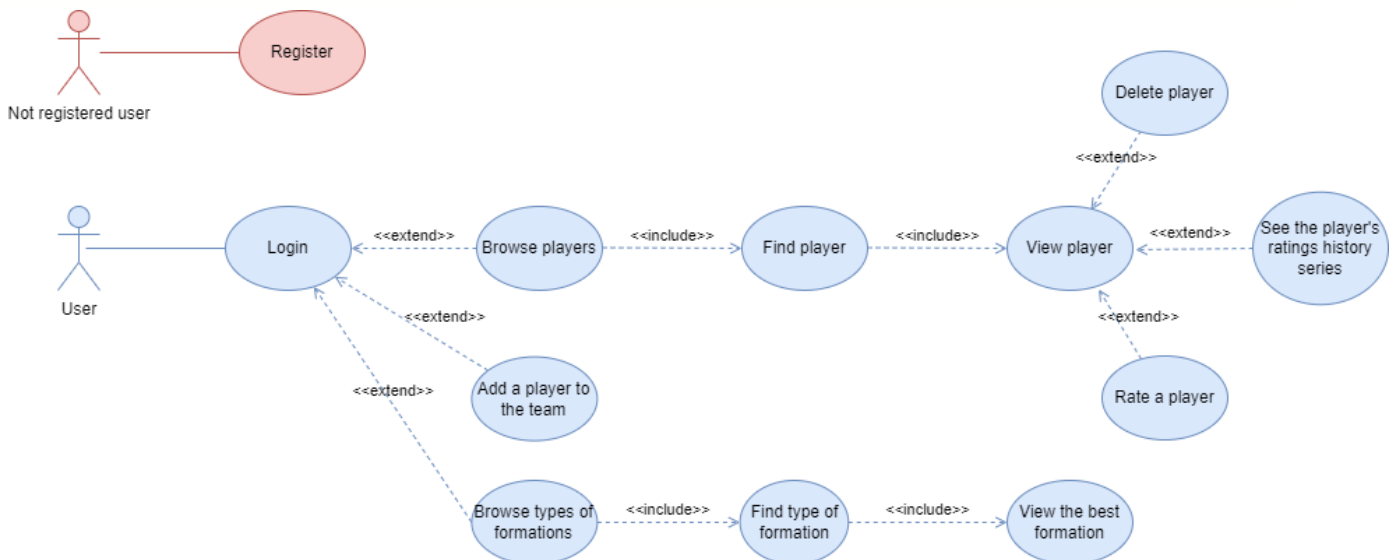 Register
Not registered user
Delete player
<<extend>>
User
Login
<<extend>>
Browse players
<<include>>
Find player
<<include>>
View player
<<extend>>
See the player's
ratings history
series
<<extend>>
<<extend>>
Add a player to
the team
Rate a player
<<extend>>
Browse types of
formations
<<include>>
Find type of
formation
<<include>>
View the best
formation